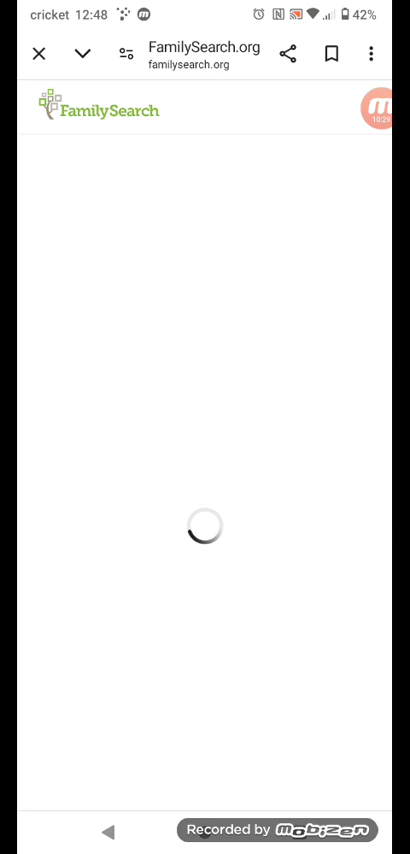 cricket 12:48 42%
FamilySearch.org
familysearch.org
FamilySearch
10:29
Recorded by mobizen